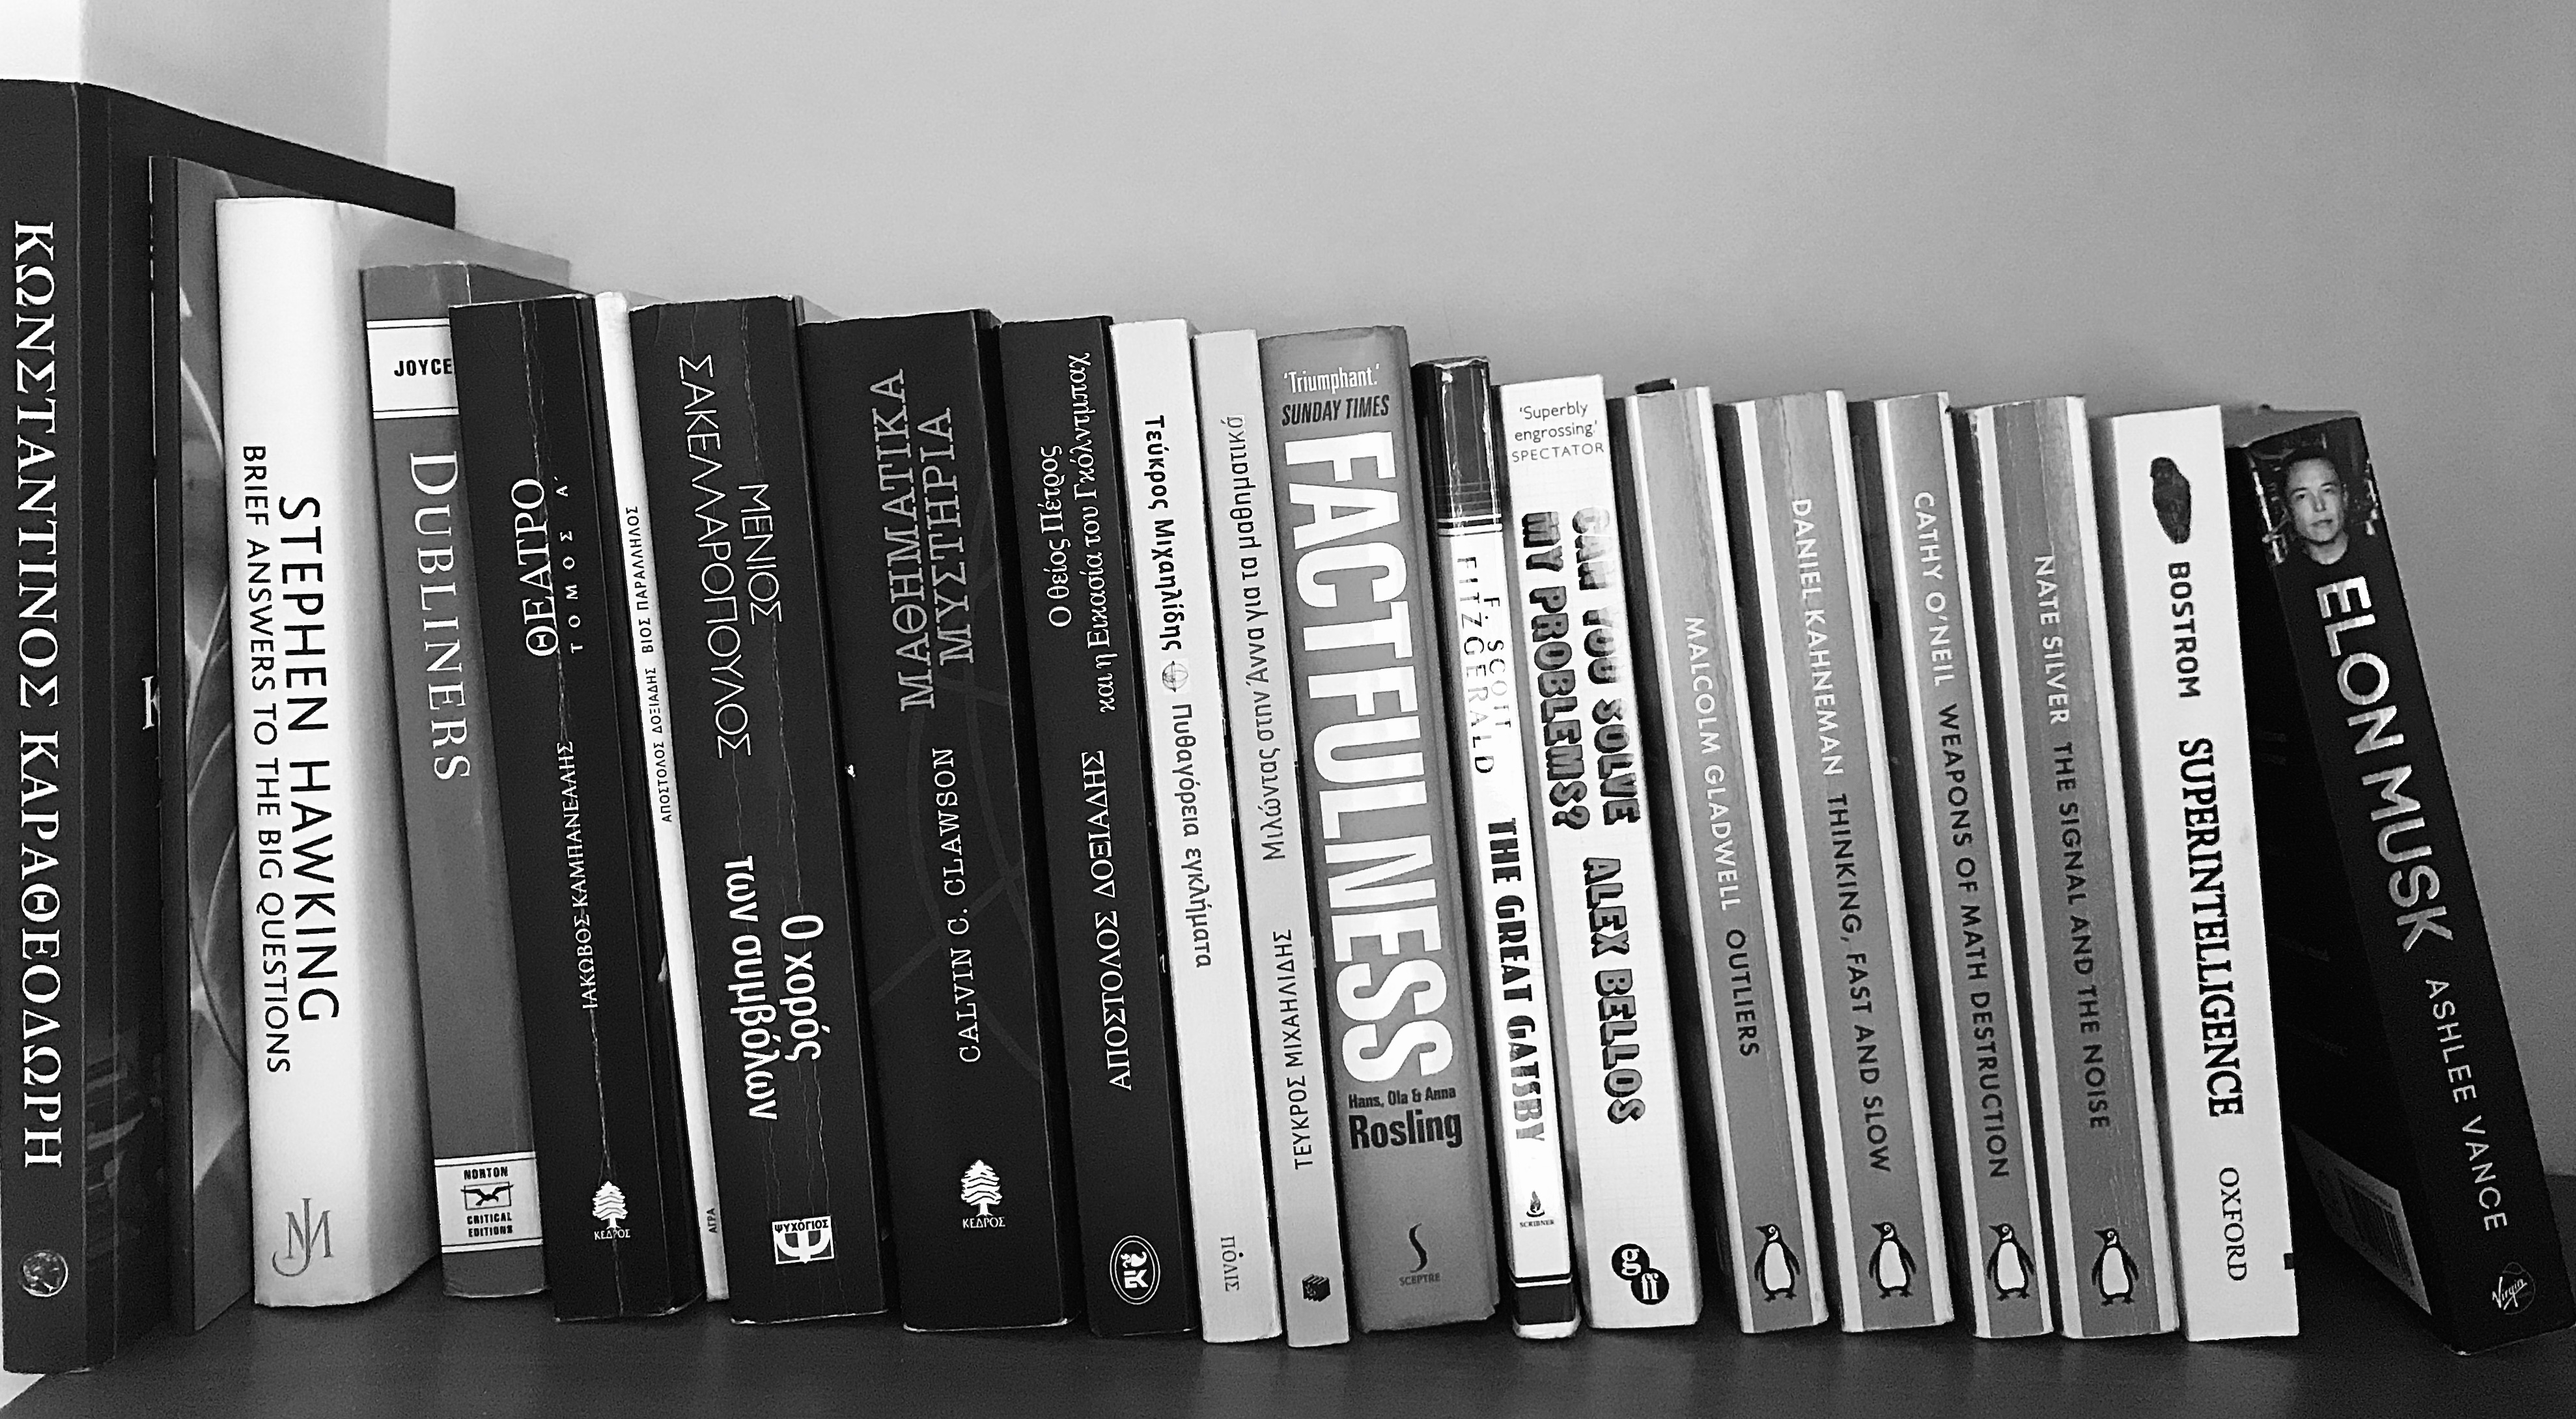 ΚΩΝΣΤΑΝΤΙΝΟΣ ΚΑΡΑΘΕΟΔΩΡΗ
STEPHEN HAWKING
BRIEF ANSWERS TO THE BIG QUESTIONS
JOYCE
DUBLINERS
NORTON
CRITICAL
EDITIONS
ΘΕΑΤΡΟ
ΤΟΜΟΣ Α΄
ΙΑΚΩΒΟΣ ΚΑΜΠΑΝΕΛΛΗΣ
ΚΕΔΡΟΣ
ΑΠΟΣΤΟΛΟΣ ΔΟΞΙΑΔΗΣ ΒΙΟΣ ΠΑΡΑΛΛΗΛΟΣ
ΑΓΡΑ
ΜΕΝΙΟΣ
ΣΑΚΕΛΛΑΡΟΠΟΥΛΟΣ
Ο χορός
των συμβόλων
ΨΥΧΟΓΙΟΣ
ΜΑΘΗΜΑΤΙΚΑ
ΜΥΣΤΗΡΙΑ
CALVIN C. CLAWSON
ΚΕΔΡΟΣ
Ο θείος Πέτρος
και η Εικασία του Γκόλντμπαχ
ΑΠΟΣΤΟΛΟΣ ΔΟΞΙΑΔΗΣ
Τεύκρος Μιχαηλίδης Πυθαγόρεια εγκλήματα
ΠΟΛΙΣ
Μιλώντας στην Άννα για τα μαθηματικά
ΤΕΥΚΡΟΣ ΜΙΧΑΗΛΙΔΗΣ
'Triumphant.'
SUNDAY TIMES
FACTFULNESS
Hans, Ola & Anna
Rosling
SCEPTRE
F. SCOTT
FITZGERALD
THE GREAT GATSBY
SCRIBNER
'Superbly
engrossing'
SPECTATOR
CAN YOU SOLVE
MY PROBLEMS?
ALEX BELLOS
gg ff
MALCOLM GLADWELL OUTLIERS
DANIEL KAHNEMAN THINKING, FAST AND SLOW
CATHY O'NEIL WEAPONS OF MATH DESTRUCTION
NATE SILVER THE SIGNAL AND THE NOISE
BOSTROM SUPERINTELLIGENCE OXFORD
ELON MUSK ASHLEE VANCE
Virgin